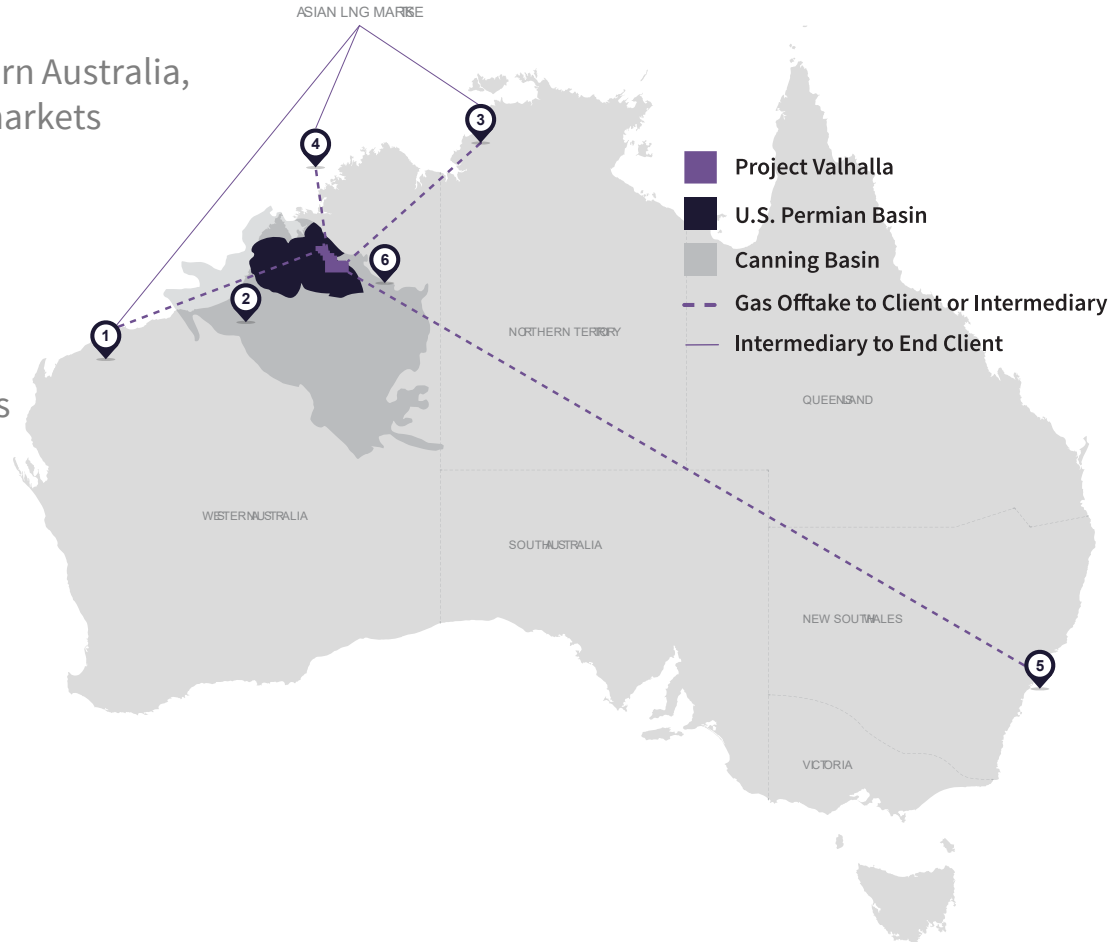 ASIAN LNG MARKTSE
rn Australia,
arkets
3
4
Project Valhalla
U.S. Permian Basin
Canning Basin
6
2
Gas Offtake to Client or Intermediary
1
NORTHERN TERRITORY
Intermediary to End Client
s
QUEENSLAND
WESTERN AUSTRALIA
SOUTH AUSTRALIA
NEW SOUTH WALES
5
VICTORIA